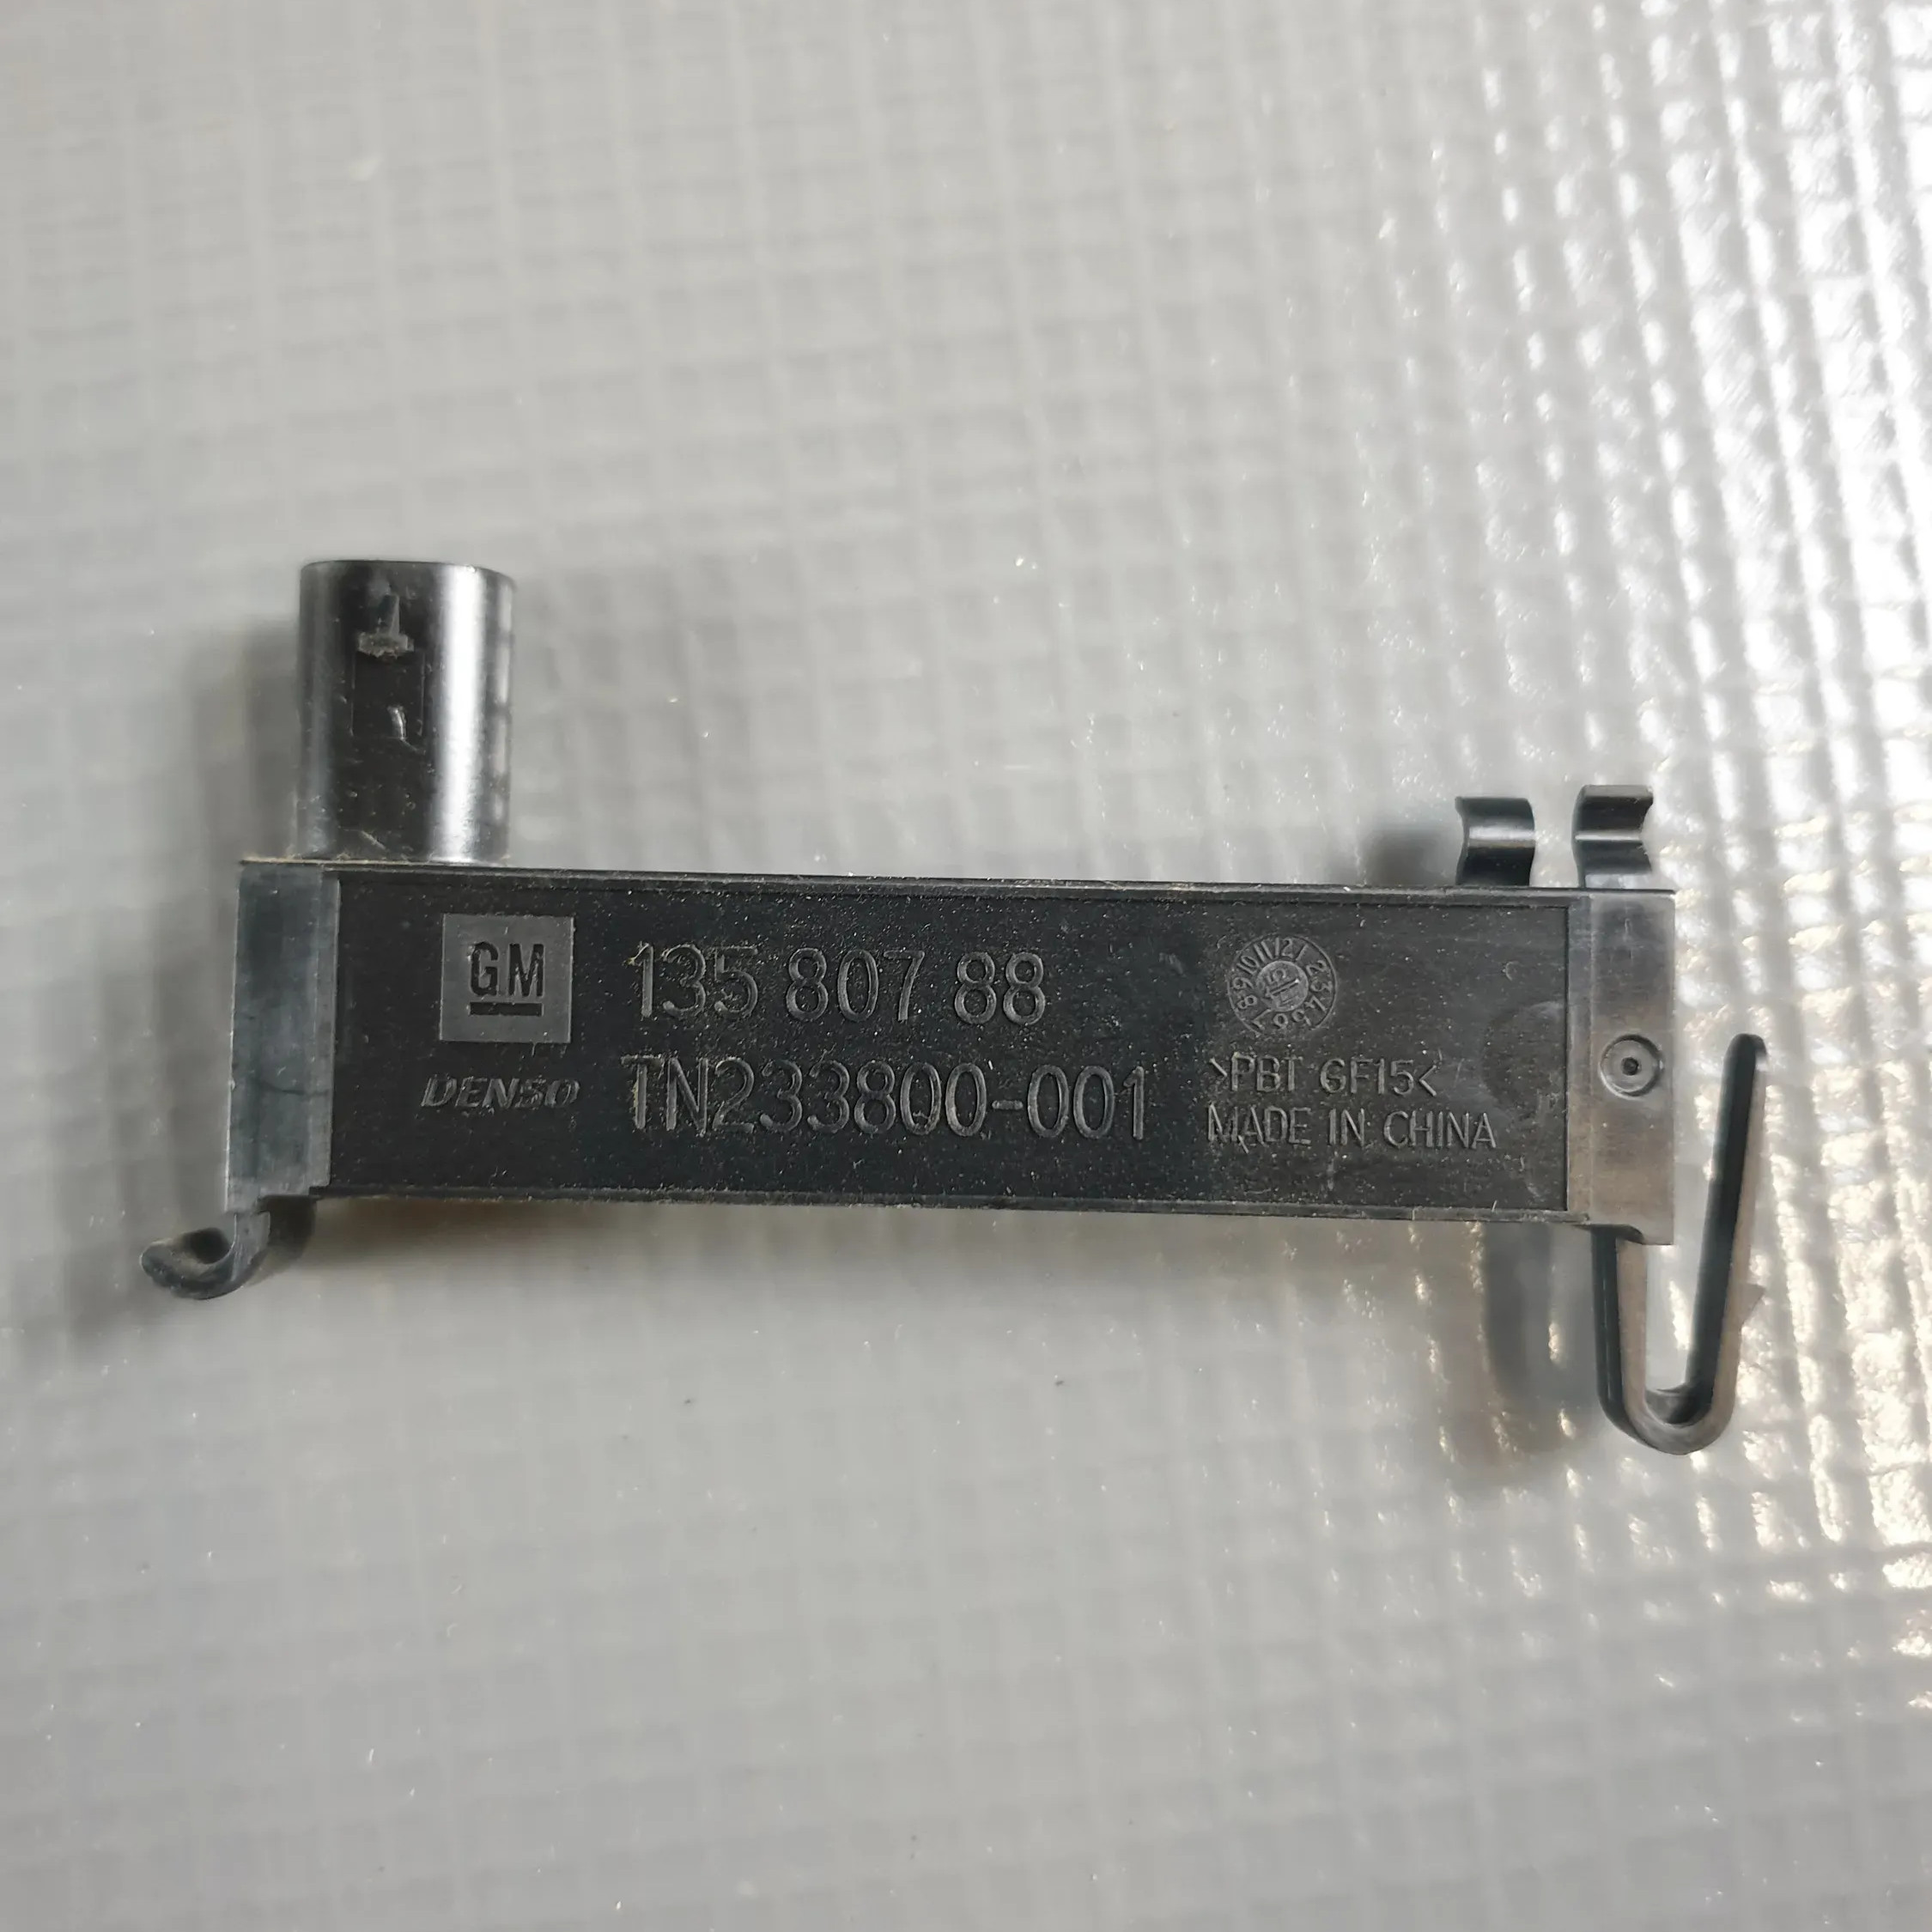 GM 135 807 88
DENSO TN233800-001
>PBT GF15<
MADE IN CHINA